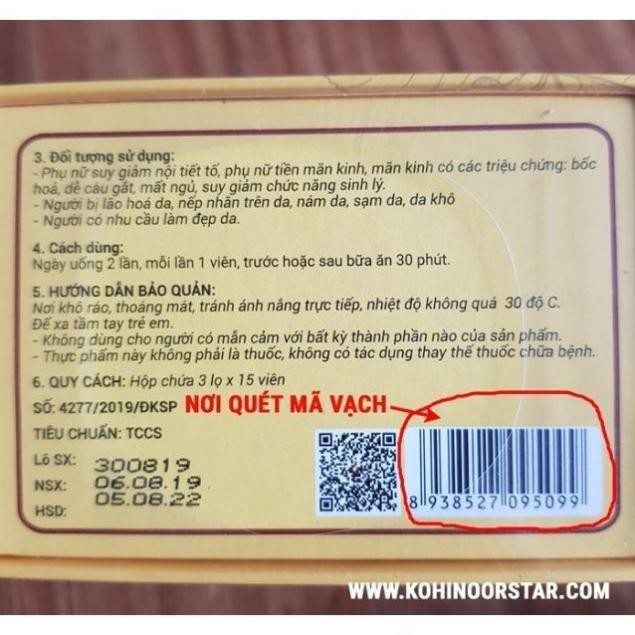 3. Đối tượng sử dụng:
- Phụ nữ suy giảm nội tiết tố, phụ nữ tiền mãn kinh, mãn kinh có các triệu chứng: bốc
hoả, dễ cáu gắt, mất ngủ, suy giảm chức năng sinh lý.
- Người bị lão hoá da, nếp nhăn trên da, nám da, sạm da, da khô
- Người có nhu cầu làm đẹp da.
4. Cách dùng:
Ngày uống 2 lần, mỗi lần 1 viên, trước hoặc sau bữa ăn 30 phút.
5. HƯỚNG DẪN BẢO QUẢN:
Nơi khô ráo, thoáng mát, tránh ánh nắng trực tiếp, nhiệt độ không quá 30 độ C.
Để xa tầm tay trẻ em.
- Không dùng cho người có mẫn cảm với bất kỳ thành phần nào của sản phẩm.
- Thực phẩm này không phải là thuốc, không có tác dụng thay thế thuốc chữa bệnh.
6. QUY CÁCH: Hộp chứa 3 lọ x 15 viên
SỐ: 4277/2019/ĐKSP NƠI QUÉT MÃ VẠCH
TIÊU CHUẨN: TCCS
Lô SX: 300819
NSX: 06.08.19
HSD: 05.08.22
8 938527 095099
WWW.KOHINOORSTAR.COM